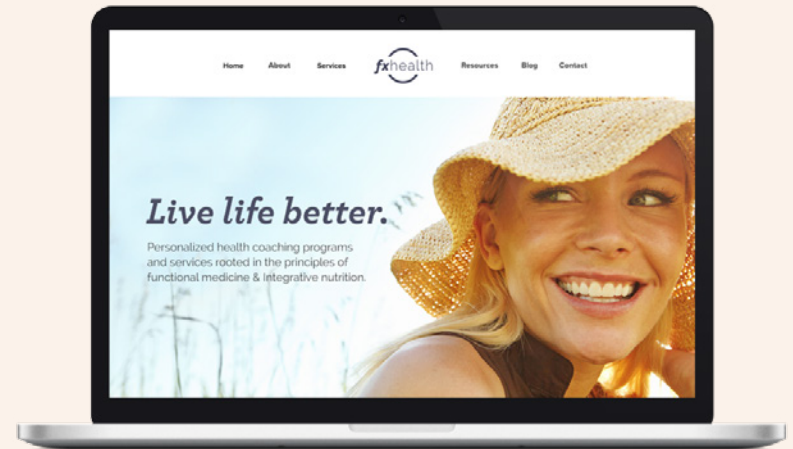 Home About Services fxhealth Resources Blog Contact
Live life better.
Personalized health coaching programs
and services rooted in the principles of
functional medicine & Integrative nutrition.